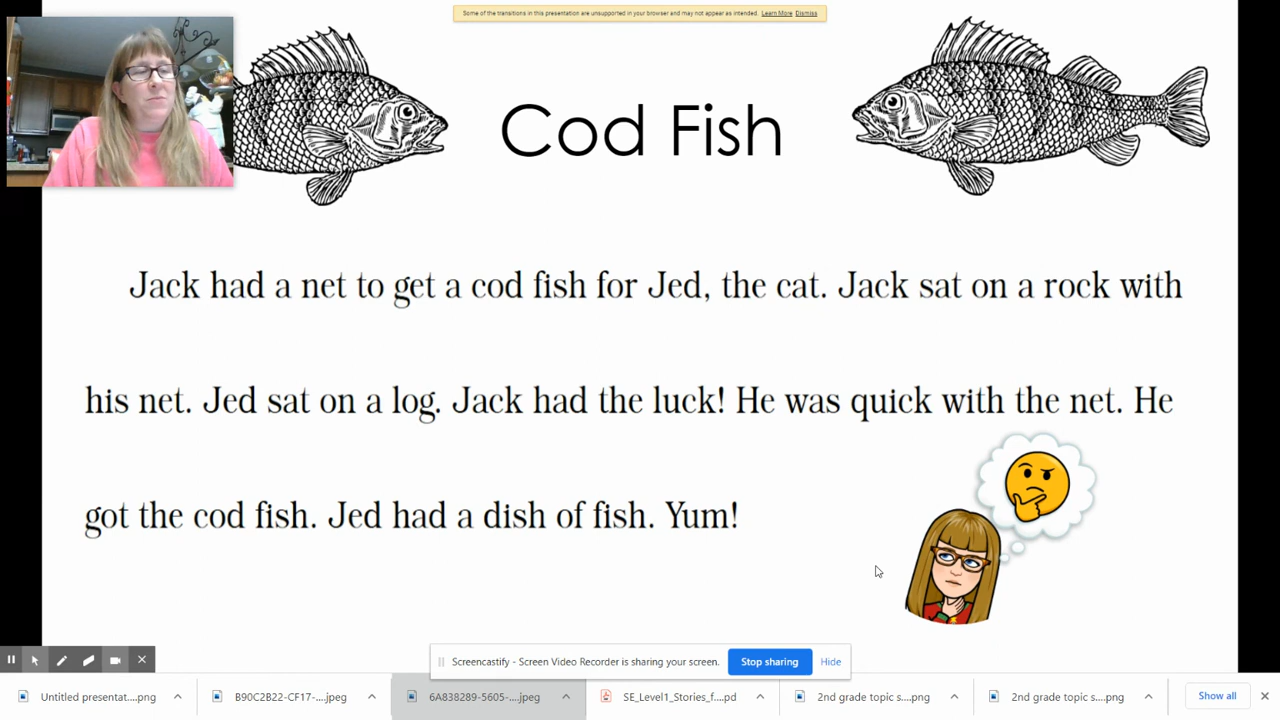 Some of the transitions in this presentation are unsupported in your browser and may not appear as intended. Learn More Dismiss
Cod Fish
Jack had a net to get a cod fish for Jed, the cat. Jack sat on a rock with
his net. Jed sat on a log. Jack had the luck! He was quick with the net. He
got the cod fish. Jed had a dish of fish. Yum!
Screencastify - Screen Video Recorder is sharing your screen. Stop sharing Hide
Untitled presentat....png B90C2B22-CF17-....jpeg 6A838289-5605-....jpeg SE_Level1_Stories_f....pd 2nd grade topic s....png 2nd grade topic s....png Show all